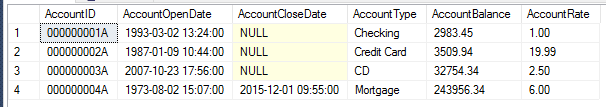 AccountID AccountOpenDate AccountCloseDate AccountType AccountBalance AccountRate
1 000000001A 1993-03-02 13:24:00 NULL Checking 2983.45 1.00
2 000000002A 1987-01-09 10:44:00 NULL Credit Card 3509.94 19.99
3 000000003A 2007-10-23 17:56:00 NULL CD 32754.34 2.50
4 000000004A 1973-08-02 15:07:00 2015-12-01 09:55:00 Mortgage 243956.34 6.00